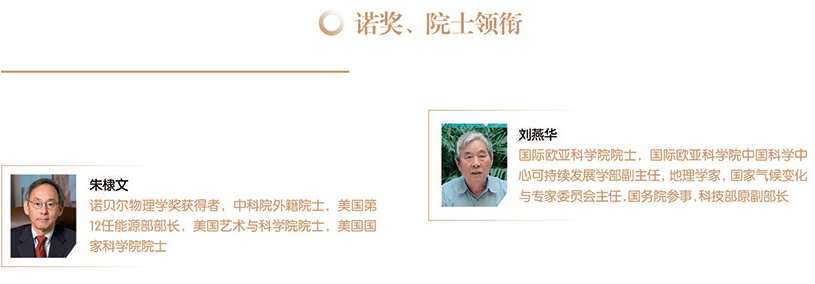 诺奖、院士领衔
朱棣文
诺贝尔物理学奖获得者，中科院外籍院士，美国第
12任能源部部长，美国艺术与科学院院士，美国国
家科学院院士
刘燕华
国际欧亚科学院院士，国际欧亚科学院中国科学中
心可持续发展学部副主任，地理学家，国家气候变化
与专家委员会主任，国务院参事，科技部原副部长